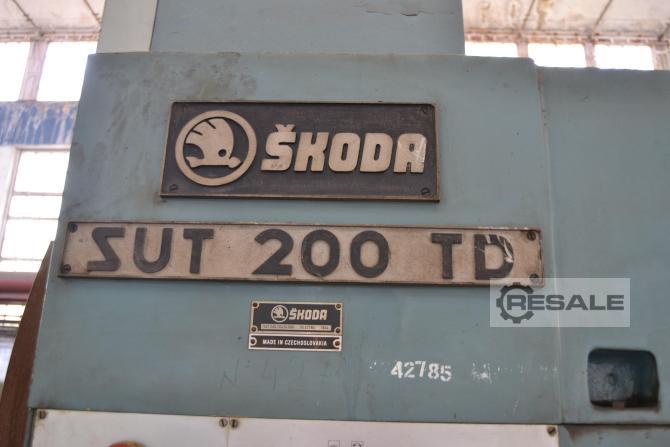 ŠKODA
SUT 200 TD
RESALE
ŠKODA
MADE IN CZECHOSLOVAKIA
42785